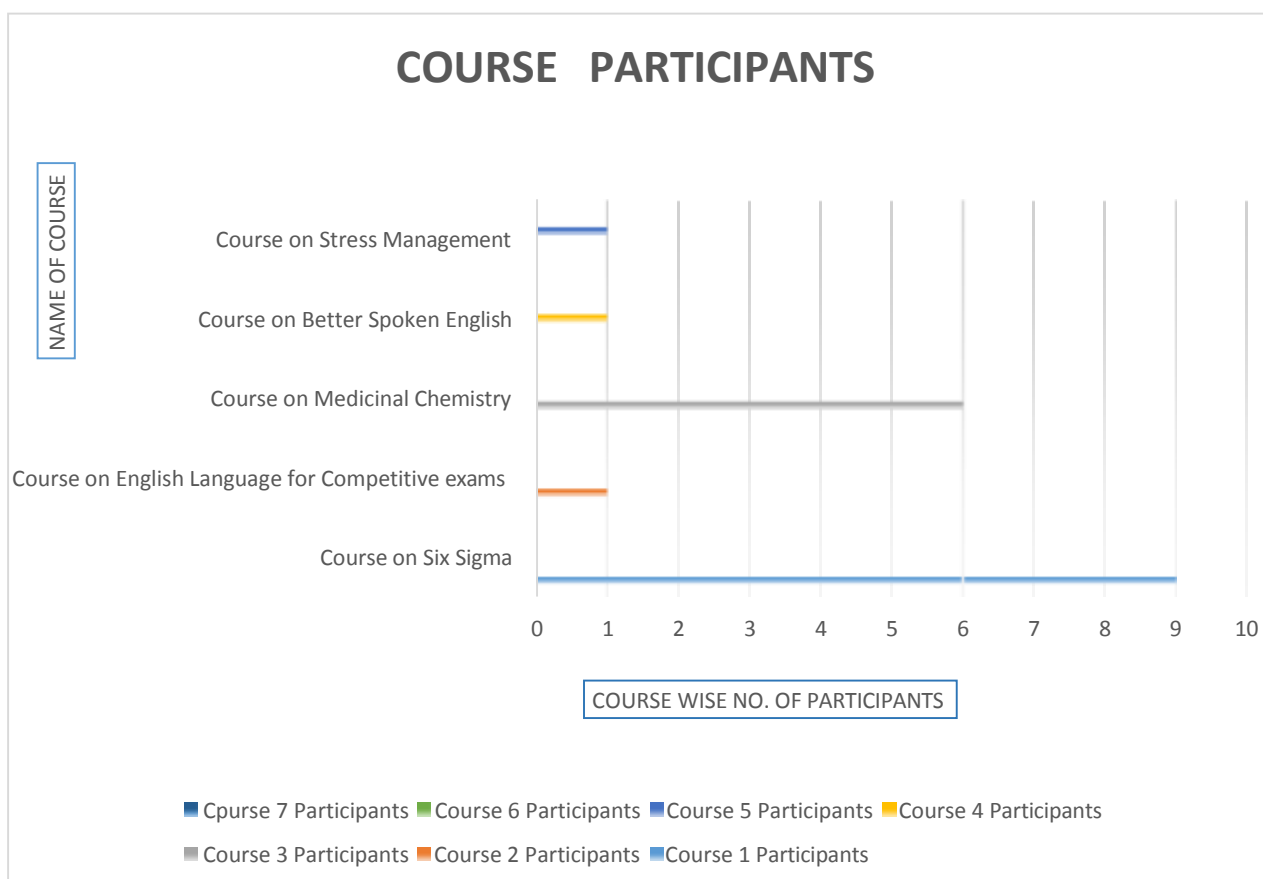 COURSE PARTICIPANTS
NAME OF COURSE
Course on Stress Management
Course on Better Spoken English
Course on Medicinal Chemistry
Course on English Language for Competitive exams
Course on Six Sigma
0 1 2 3 4 5 6 7 8 9 10
COURSE WISE NO. OF PARTICIPANTS
Cpurse 7 Participants Course 6 Participants Course 5 Participants Course 4 Participants
Course 3 Participants Course 2 Participants Course 1 Participants